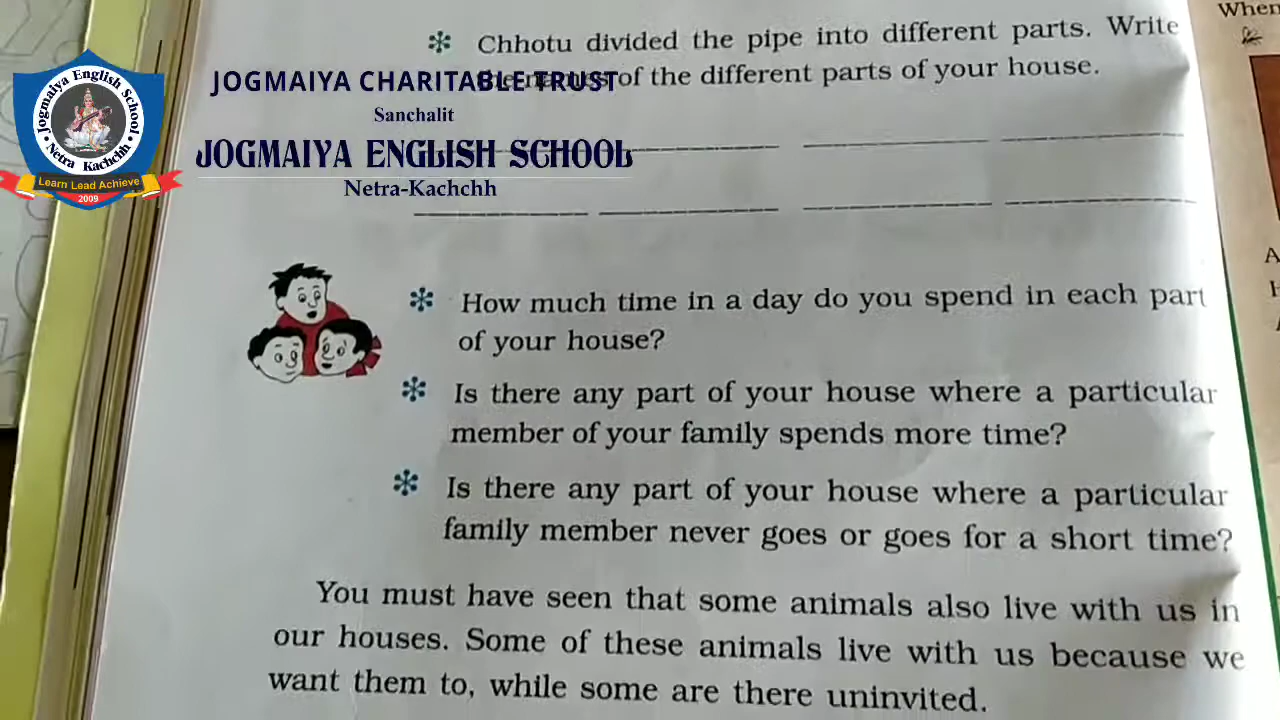 When
Chhotu divided the pipe into different parts. Write
of the different parts of your house.
JOGMAIYA CHARITABLE TRUST
Sanchalit
JOGMAIYA ENGLISH SCHOOL
Netra-Kachchh
Jogmaiya English School
Netra Kachchh
Learn Lead Achieve
2009
How much time in a day do you spend in each part
of your house?
Is there any part of your house where a particular
member of your family spends more time?
Is there any part of your house where a particular
family member never goes or goes for a short time?
You must have seen that some animals also live with us in
our houses. Some of these animals live with us because we
want them to, while some are there uninvited.